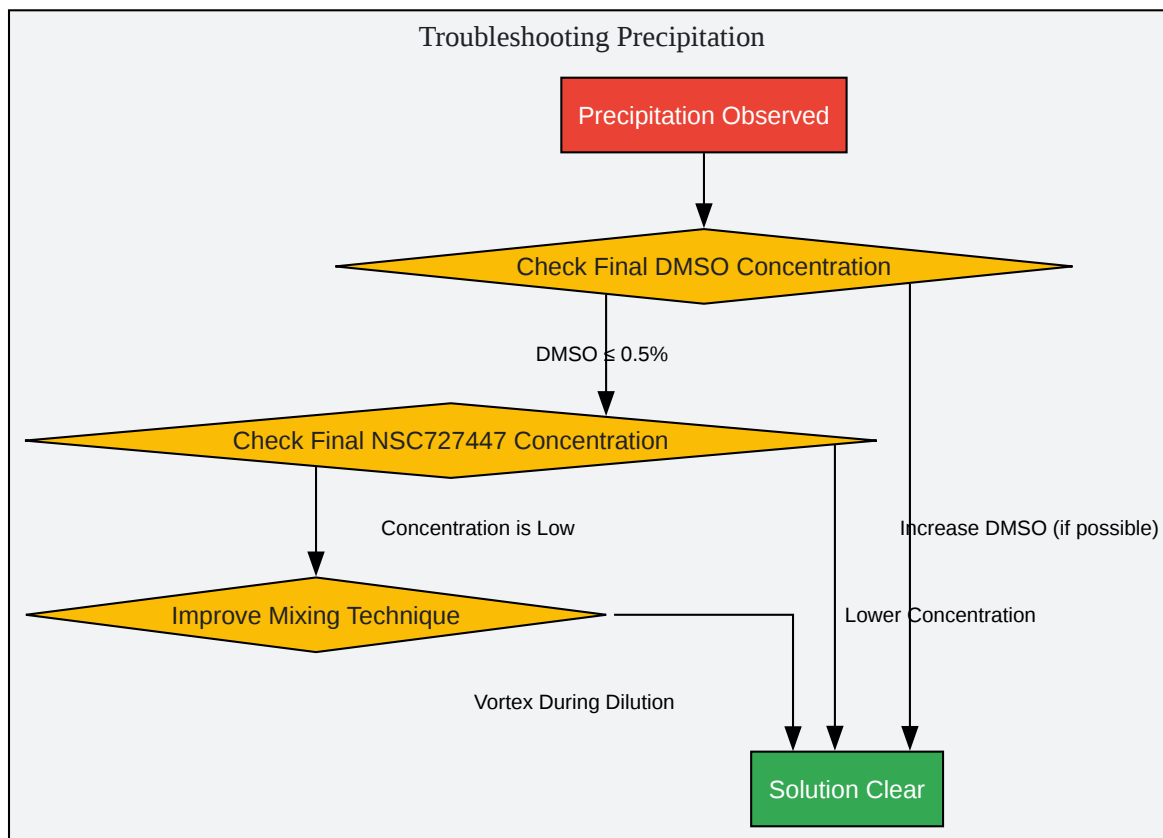 Troubleshooting Precipitation
Precipitation Observed
Check Final DMSO Concentration
DMSO ≤ 0.5%
Check Final NSC727447 Concentration
Concentration is Low
Increase DMSO (if possible)
Improve Mixing Technique
Lower Concentration
Vortex During Dilution
Solution Clear